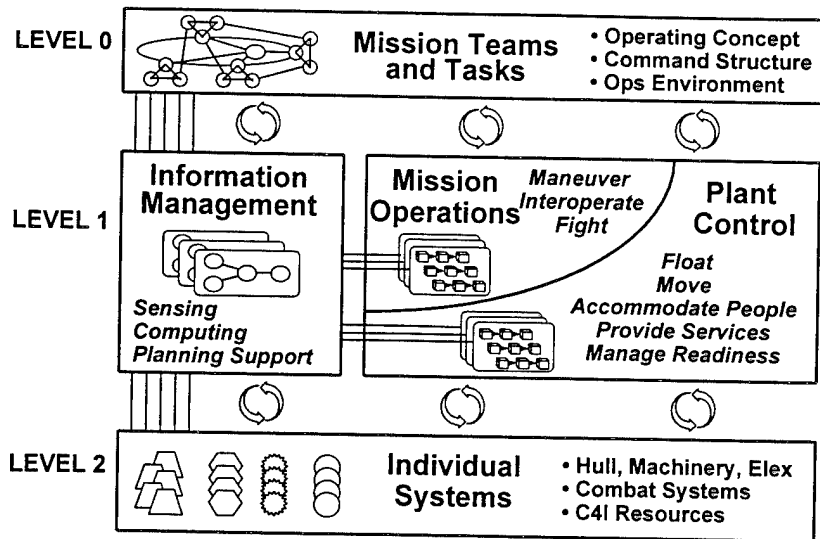 LEVEL 0
Mission Teams
and Tasks
• Operating Concept
• Command Structure
• Ops Environment
LEVEL 1
Information
Management
Sensing
Computing
Planning Support
Mission
Operations
Maneuver
Interoperate
Fight
Plant
Control
Float
Move
Accommodate People
Provide Services
Manage Readiness
LEVEL 2
Individual
Systems
• Hull, Machinery, Elex
• Combat Systems
• C4I Resources